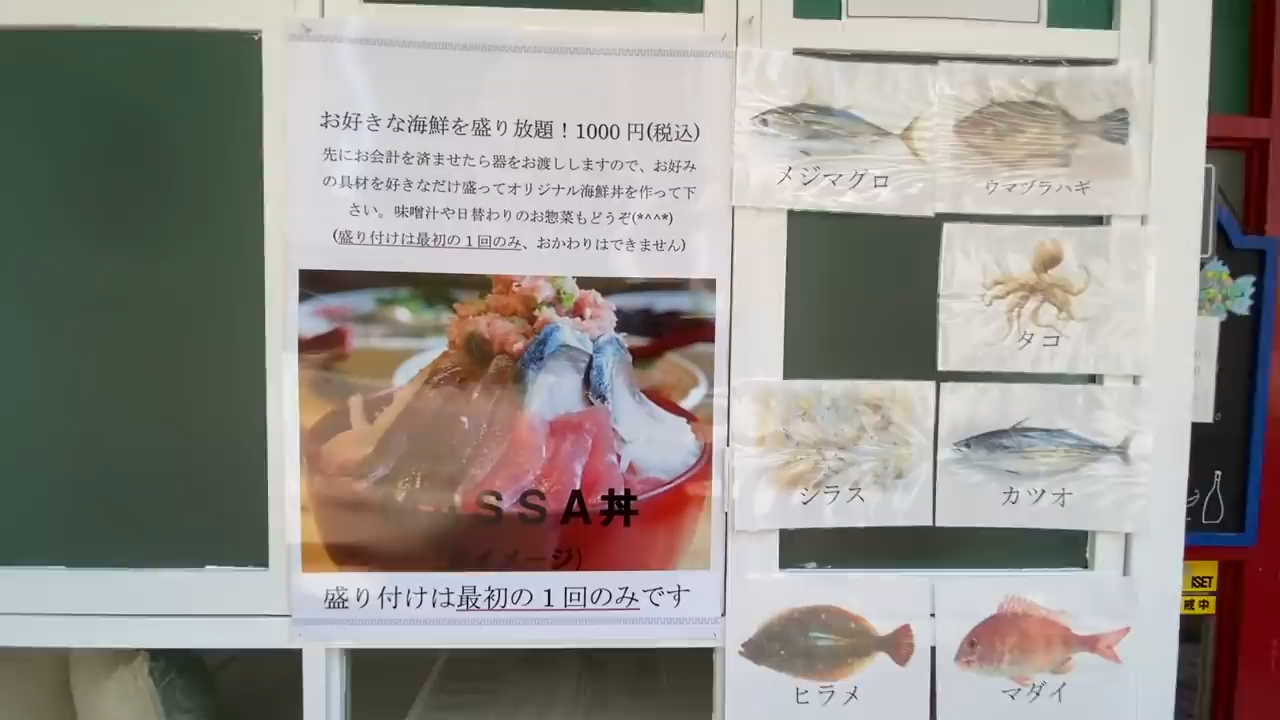 お好きな海鮮を盛り放題！1000 円(税込)
先にお会計を済ませたら器をお渡ししますので、お好み
の具材を好きなだけ盛ってオリジナル海鮮丼を作って下
さい。味噌汁や日替わりのお惣菜もどうぞ(*^^*)
(盛り付けは最初の１回のみ、おかわりはできません)
SSA丼
イメージ)
盛り付けは最初の１回のみです
メジマグロ
ウマヅラハギ
タコ
シラス
カツオ
ヒラメ
マダイ
戒中